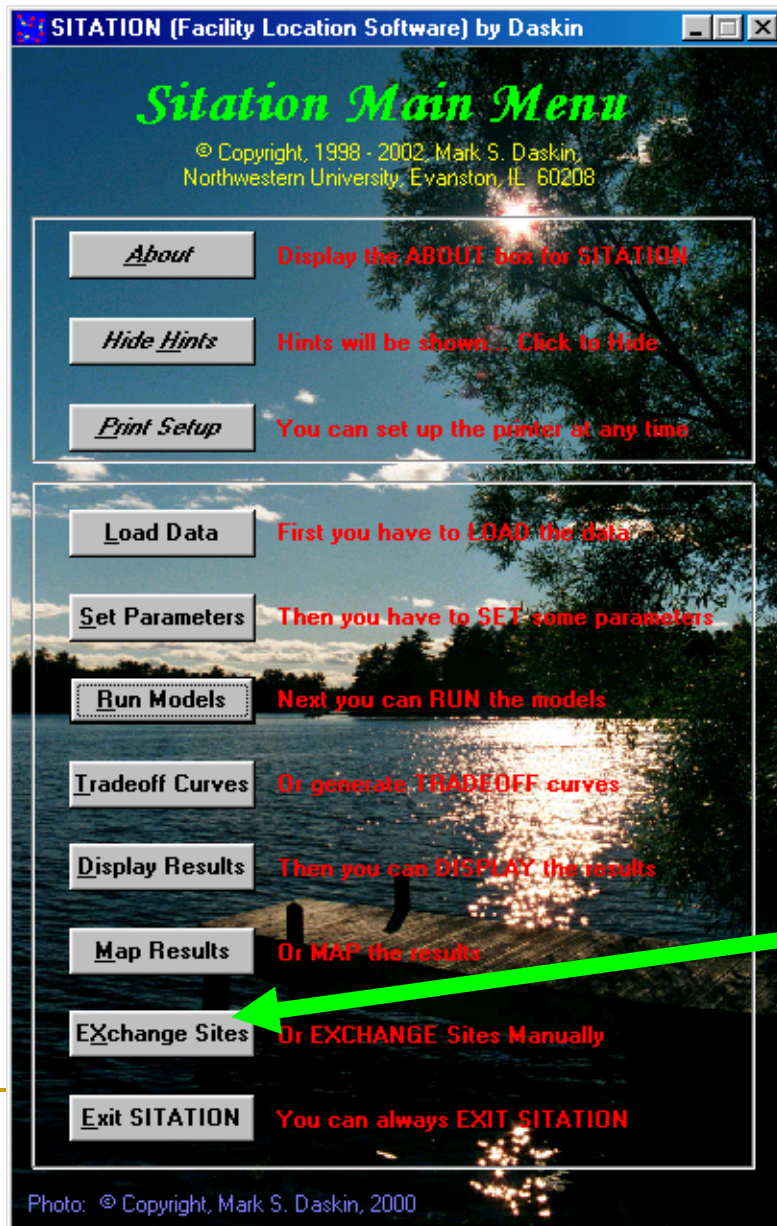 SITATION (Facility Location Software) by Daskin
Sitation Main Menu
© Copyright, 1998 - 2002, Mark S. Daskin,
Northwestern University, Evanston, IL 60208
About Display the ABOUT box for SITATION
Hide Hints Hints will be shown... Click to Hide
Print Setup You can set up the printer at any time
Load Data First you have to LOAD the data
Set Parameters Then you have to SET some parameters
Run Models Next you can RUN the models
Tradeoff Curves Or generate TRADEOFF curves
Display Results Then you can DISPLAY the results
Map Results Or MAP the results
EXchange Sites Or EXCHANGE Sites Manually
Exit SITATION You can always EXIT SITATION
Photo: © Copyright, Mark S. Daskin, 2000